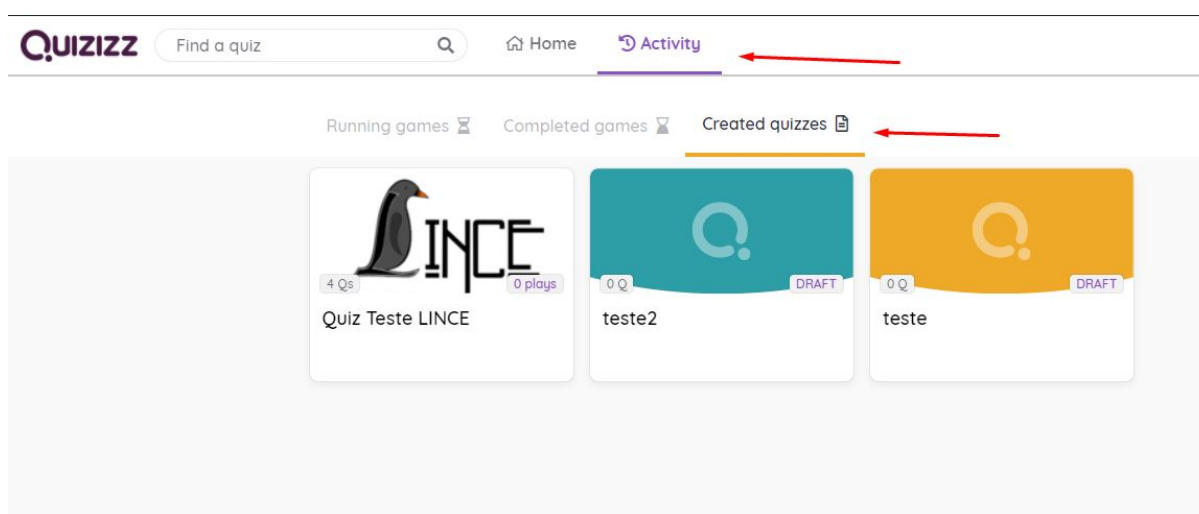 QUIZIZZ Find a quiz Home Activity
Running games Completed games Created quizzes
LINCE
4 Qs 0 plays 0 Q DRAFT 0 Q DRAFT
Quiz Teste LINCE teste2 teste